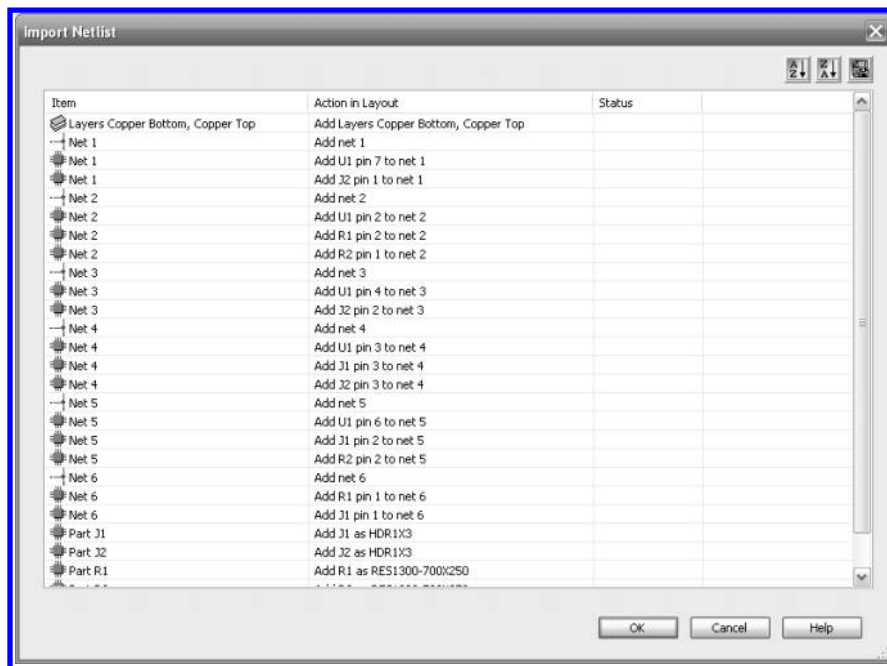 Import Netlist
Item Action in Layout Status
Layers Copper Bottom, Copper Top Add Layers Copper Bottom, Copper Top
Net 1 Add net 1
Net 1 Add U1 pin 7 to net 1
Net 1 Add J2 pin 1 to net 1
Net 2 Add net 2
Net 2 Add U1 pin 2 to net 2
Net 2 Add R1 pin 2 to net 2
Net 2 Add R2 pin 1 to net 2
Net 3 Add net 3
Net 3 Add U1 pin 4 to net 3
Net 3 Add J2 pin 2 to net 3
Net 4 Add net 4
Net 4 Add U1 pin 3 to net 4
Net 4 Add J1 pin 3 to net 4
Net 4 Add J2 pin 3 to net 4
Net 5 Add net 5
Net 5 Add U1 pin 6 to net 5
Net 5 Add J1 pin 2 to net 5
Net 5 Add R2 pin 2 to net 5
Net 6 Add net 6
Net 6 Add R1 pin 1 to net 6
Net 6 Add J1 pin 1 to net 6
Part J1 Add J1 as HDR1X3
Part J2 Add J2 as HDR1X3
Part R1 Add R1 as RES1300-700X250
OK Cancel Help